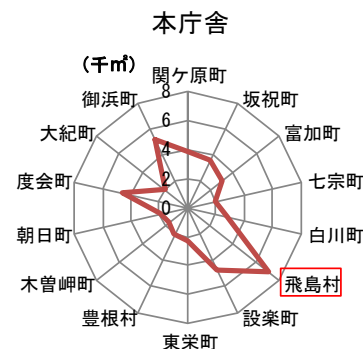 本庁舎
(千㎡)
関ケ原町
坂祝町
富加町
七宗町
白川町
飛島村
設楽町
東栄町
豊根村
木曽岬町
朝日町
度会町
大紀町
御浜町
8
6
4
2
0